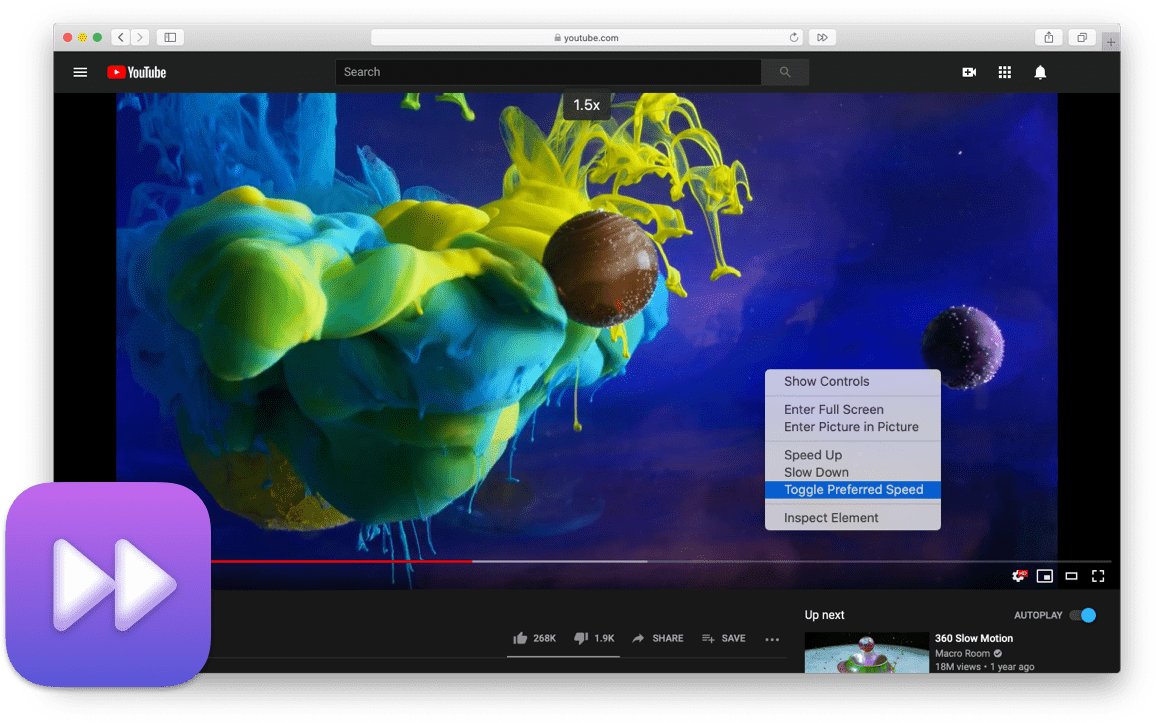 youtube.com
YouTube
Search
1.5x
Show Controls
Enter Full Screen
Enter Picture in Picture
Speed Up
Slow Down
Toggle Preferred Speed
Inspect Element
HD
268K
1.9K
SHARE
SAVE
Up next
AUTOPLAY
360 Slow Motion
Macro Room
18M views • 1 year ago